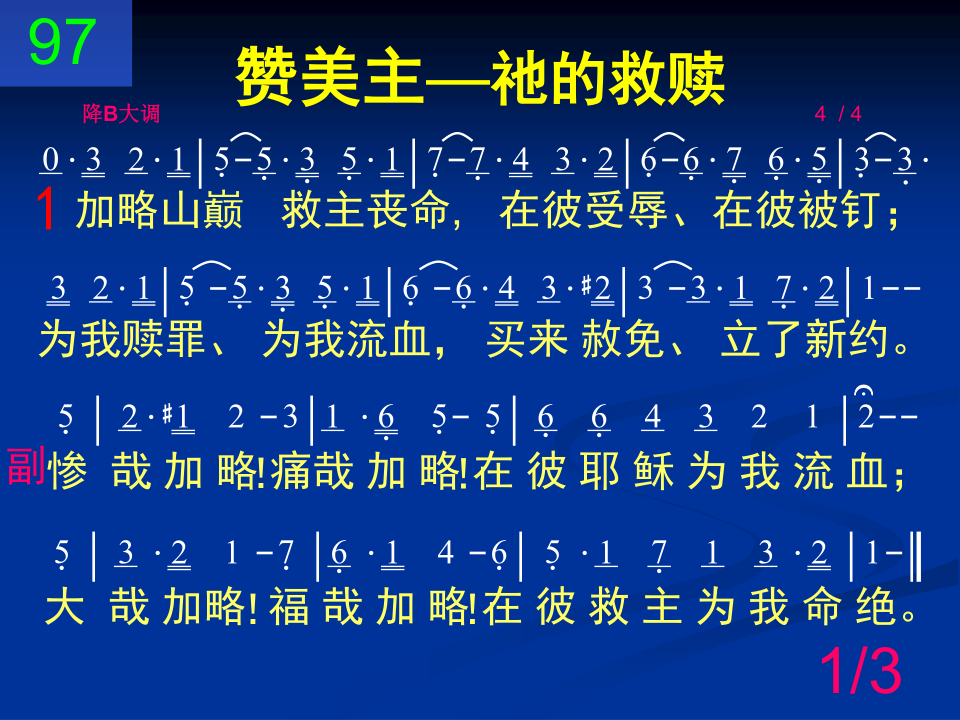 97
赞美主—祂的救赎
降B大调 4 / 4
0 · 3 2 · 1 | 5 - 5 · 3 5 · 1 | 7 - 7 · 4 3 · 2 | 6 - 6 · 7 6 · 5 | 3 - 3 ·
1 加略山巅 救主丧命, 在彼受辱、在彼被钉；
3 2 · 1 | 5 - 5 · 3 5 · 1 | 6 - 6 · 4 3 · #2 | 3 - 3 · 1 7 · 2 | 1 - -
为我赎罪、 为我流血， 买来 赦免、 立了新约。
5 | 2 · #1 2 - 3 | 1 · 6 5 - 5 | 6 6 4 3 2 1 | 2 - -
副 惨 哉 加 略! 痛哉 加 略! 在 彼 耶 稣 为 我 流 血；
5 | 3 · 2 1 - 7 | 6 · 1 4 - 6 | 5 · 1 7 1 3 · 2 | 1 - ‖
大 哉 加略! 福 哉 加 略! 在 彼 救 主 为 我 命 绝。
1/3